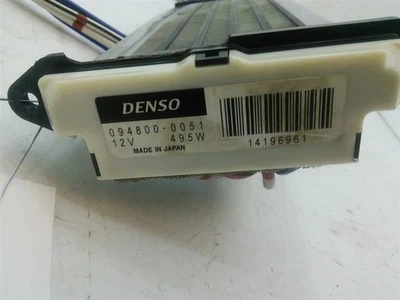 DENSO
094800-0051
12V 495W
MADE IN JAPAN
14196961